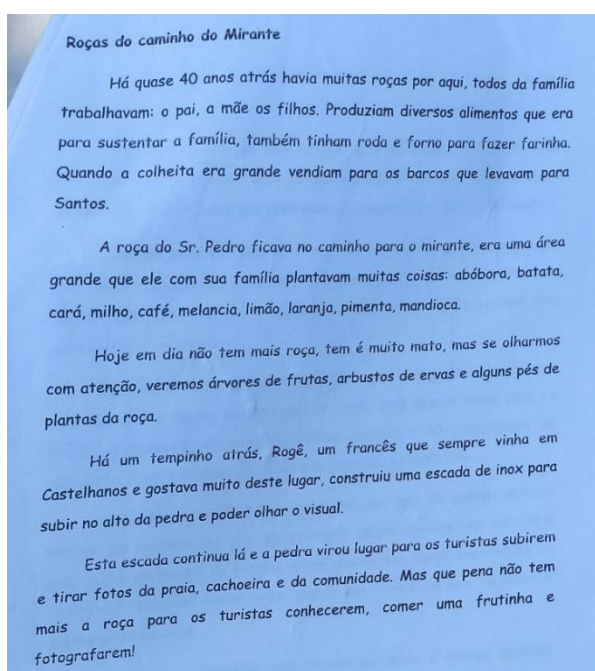 Roças do caminho do Mirante
Há quase 40 anos atrás havia muitas roças por aqui, todos da família
trabalhavam: o pai, a mãe os filhos. Produziam diversos alimentos que era
para sustentar a família, também tinham roda e forno para fazer farinha.
Quando a colheita era grande vendiam para os barcos que levavam para
Santos.
A roça do Sr. Pedro ficava no caminho para o mirante, era uma área
grande que ele com sua família plantavam muitas coisas: abóbora, batata,
cará, milho, café, melancia, limão, laranja, pimenta, mandioca.
Hoje em dia não tem mais roça, tem é muito mato, mas se olharmos
com atenção, veremos árvores de frutas, arbustos de ervas e alguns pés de
plantas da roça.
Há um tempinho atrás, Rogê, um francês que sempre vinha em
Castelhanos e gostava muito deste lugar, construiu uma escada de inox para
subir no alto da pedra e poder olhar o visual.
Esta escada continua lá e a pedra virou lugar para os turistas subirem
e tirar fotos da praia, cachoeira e da comunidade. Mas que pena não tem
mais a roça para os turistas conhecerem, comer uma frutinha e
fotografarem!